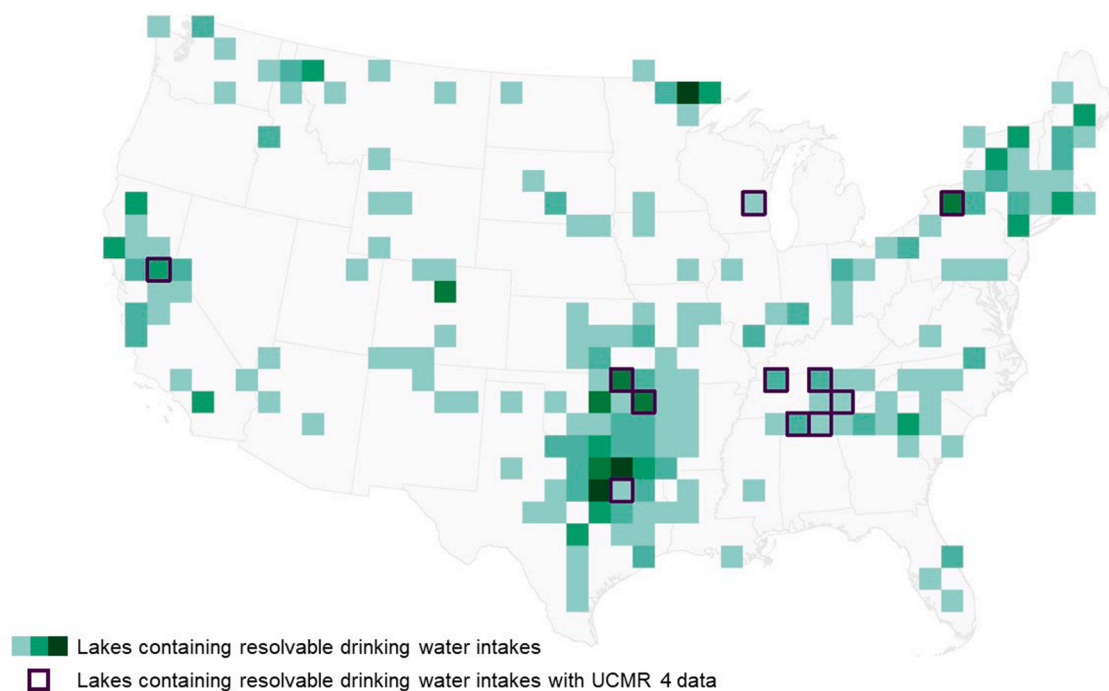 Lakes containing resolvable drinking water intakes
Lakes containing resolvable drinking water intakes with UCMR 4 data